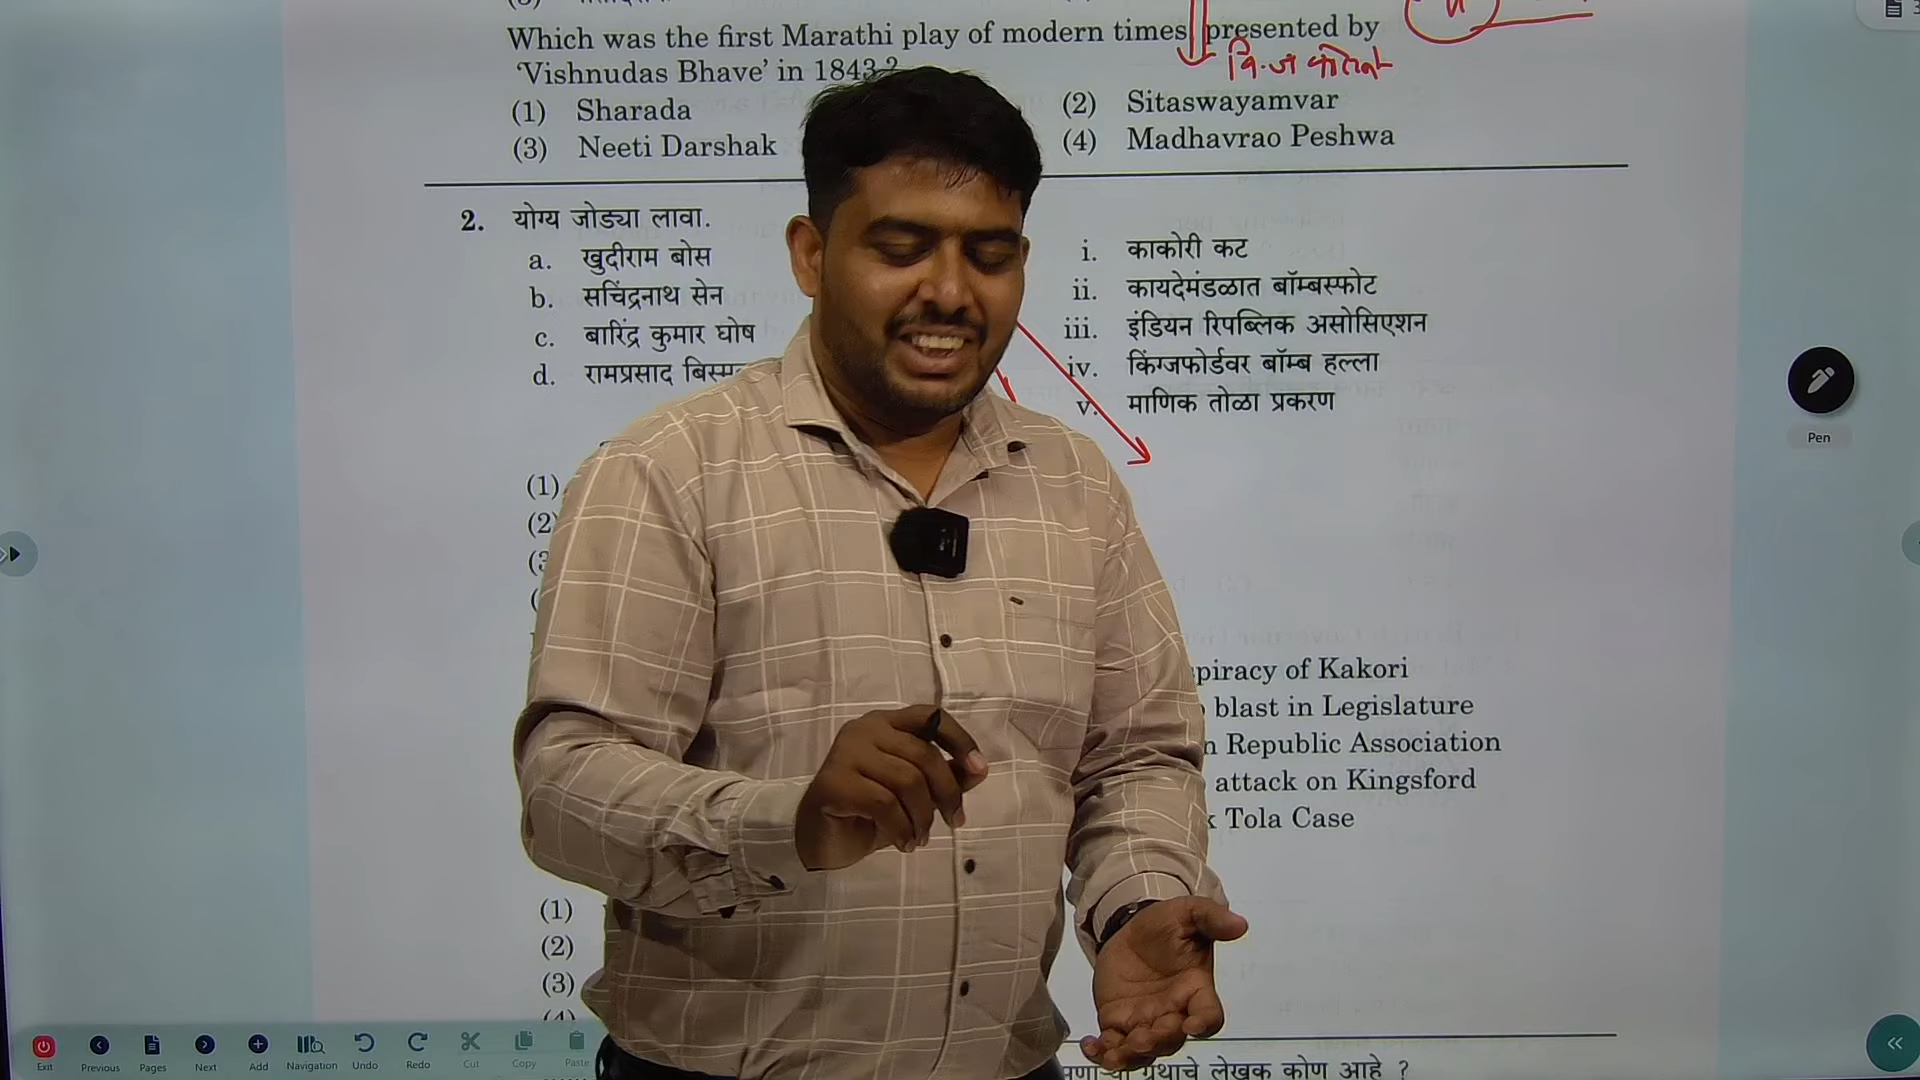 Which was the first Marathi play of modern times presented by
'Vishnudas Bhave' in 1843 ?
(1) Sharada
(2) Sitaswayamvar
(3) Neeti Darshak
(4) Madhavrao Peshwa
2. योग्य जोड्या लावा.
a. खुदीराम बोस
i. काकोरी कट
b. सचिंद्रनाथ सेन
ii. कायदेमंडळात बॉम्बस्फोट
c. बारिंद्र कुमार घोष
iii. इंडियन रिपब्लिक असोसिएशन
d. रामप्रसाद
iv. किंग्जफोर्डवर बॉम्ब हल्ला
v. माणिक तोळा प्रकरण
(1)
(2)
piracy of Kakori
blast in Legislature
n Republic Association
attack on Kingsford
Tola Case
(1)
(2)
(3)
ग्रंथाचे लेखक कोण आहे ?
Pen
Exit
Previous
Pages
Next
Add
Navigation
Undo
Redo
Cut
Copy
Paste